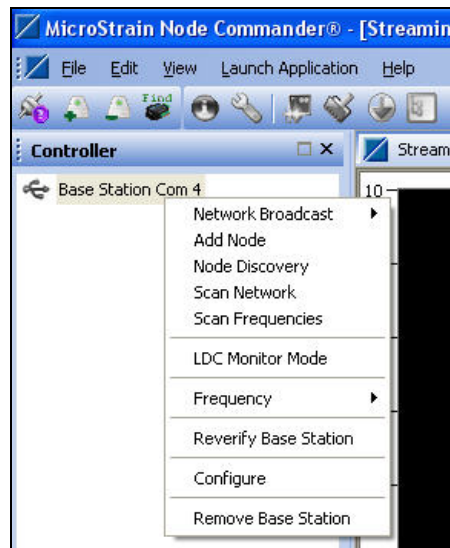 MicroStrain Node Commander® - [Streamin
File Edit View Launch Application Help
Find
Controller
Stream
Base Station Com 4
10
Network Broadcast
Add Node
Node Discovery
Scan Network
Scan Frequencies
LDC Monitor Mode
Frequency
Reverify Base Station
Configure
Remove Base Station